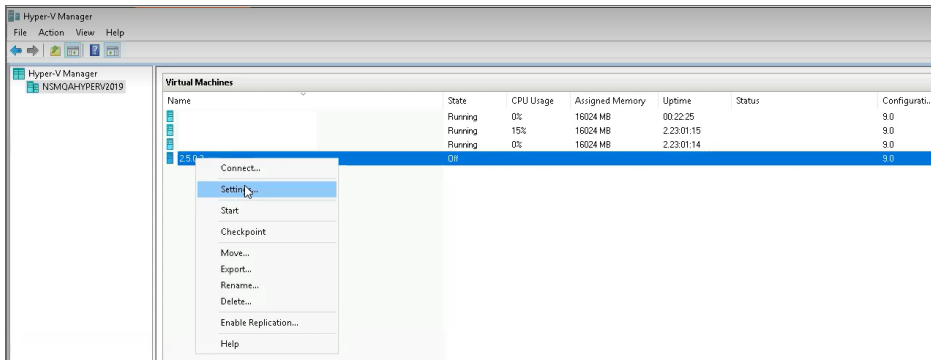 Hyper-V Manager
File Action View Help
Hyper-V Manager
NSMQAHYPERV2019
Virtual Machines
Name State CPU Usage Assigned Memory Uptime Status Configurati..
Running 0% 16024 MB 00:22:25 9.0
Running 15% 16024 MB 2.23:01:15 9.0
Running 0% 16024 MB 2.23:01:14 9.0
Off 9.0
Connect...
Settings...
Start
Checkpoint
Move...
Export...
Rename...
Delete...
Enable Replication...
Help